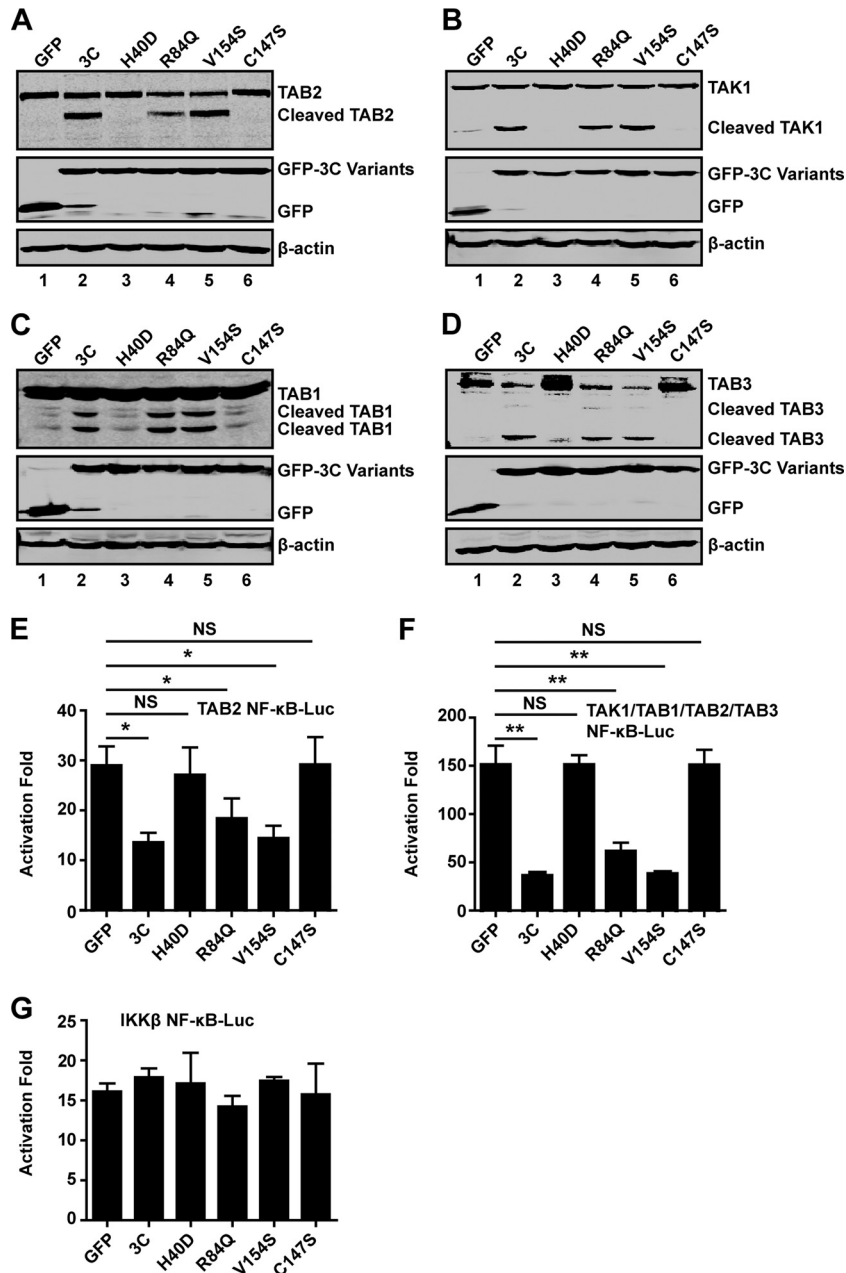 A
GFP 3C H40D R84Q V154S C147S
TAB2
Cleaved TAB2
GFP-3C Variants
GFP
β-actin
1 2 3 4 5 6
B
GFP 3C H40D R84Q V154S C147S
TAK1
Cleaved TAK1
GFP-3C Variants
GFP
β-actin
1 2 3 4 5 6
C
GFP 3C H40D R84Q V154S C147S
TAB1
Cleaved TAB1
Cleaved TAB1
GFP-3C Variants
GFP
β-actin
1 2 3 4 5 6
D
GFP 3C H40D R84Q V154S C147S
TAB3
Cleaved TAB3
Cleaved TAB3
GFP-3C Variants
GFP
β-actin
1 2 3 4 5 6
E
NS
*
*
NS
*
TAB2 NF-κB-Luc
Activation Fold
40
30
20
10
0
GFP 3C H40D R84Q V154S C147S
F
NS
**
**
NS
**
TAK1/TAB1/TAB2/TAB3
NF-κB-Luc
Activation Fold
200
150
100
50
0
GFP 3C H40D R84Q V154S C147S
G
IKKβ NF-κB-Luc
Activation Fold
25
20
15
10
5
0
GFP 3C H40D R84Q V154S C147S